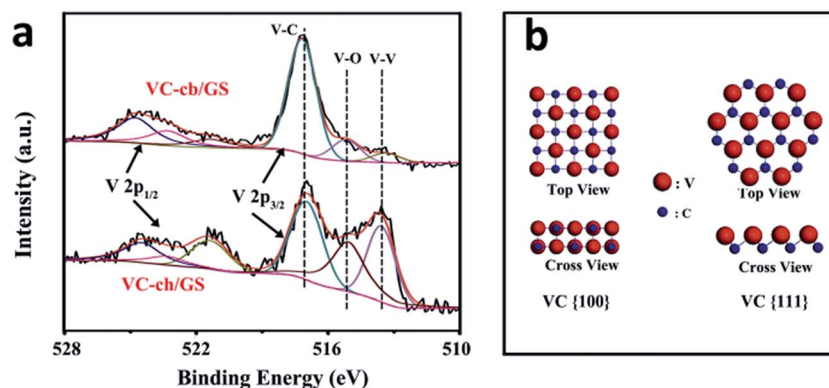 a
V-C
V-O
V-V
VC-cb/GS
V 2p1/2
V 2p3/2
VC-ch/GS
Intensity (a.u.)
528
522
516
510
Binding Energy (eV)
b
Top View
Top View
: V
: C
Cross View
Cross View
VC {100}
VC {111}